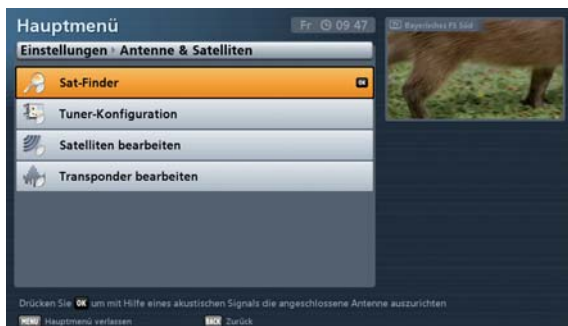 Hauptmenü
Fr 09 47
Bayerisches FS Süd
Einstellungen › Antenne & Satelliten
Sat-Finder OK
Tuner-Konfiguration
Satelliten bearbeiten
Transponder bearbeiten
Drücken Sie OK um mit Hilfe eines akustischen Signals die angeschlossene Antenne auszurichten
MENU Hauptmenü verlassen BACK Zurück